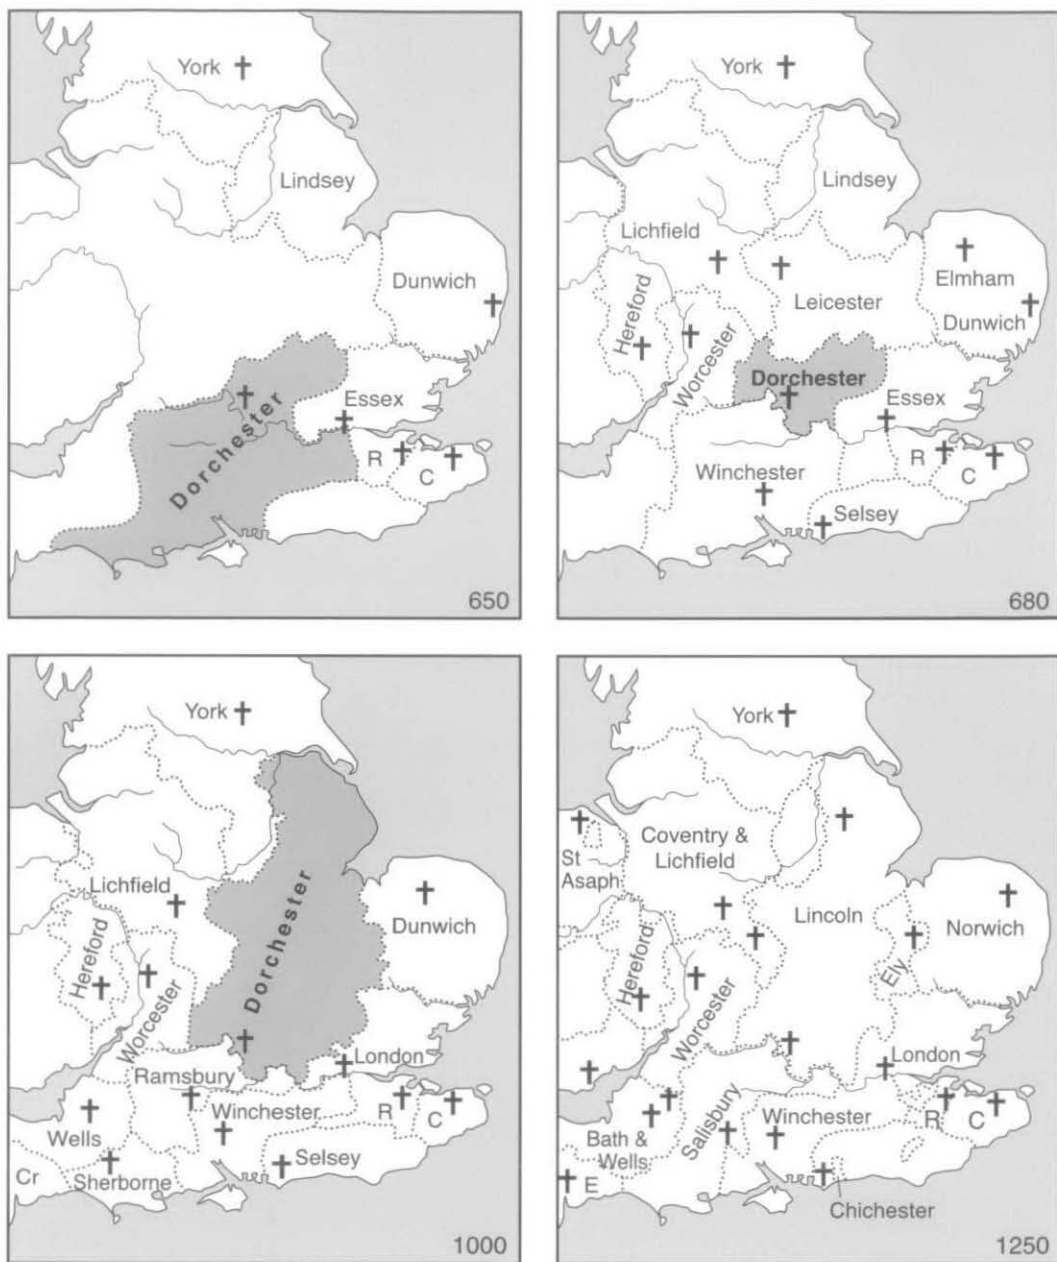 York
Lindsey
Dunwich
Essex
Dorchester
R
C
650
York
Lindsey
Lichfield
Elmham
Hereford
Leicester
Dunwich
Worcester
Dorchester
Essex
R
C
Winchester
Selsey
680
York
Lichfield
Dorchester
Dunwich
Hereford
Worcester
London
Ramsbury
Winchester
R
C
Wells
Selsey
Cr
Sherborne
1000
York
Coventry &
Lichfield
St
Asaph
Lincoln
Norwich
Hereford
Ely
Worcester
London
Salisbury
Winchester
R
C
Bath &
Wells
E
Chichester
1250